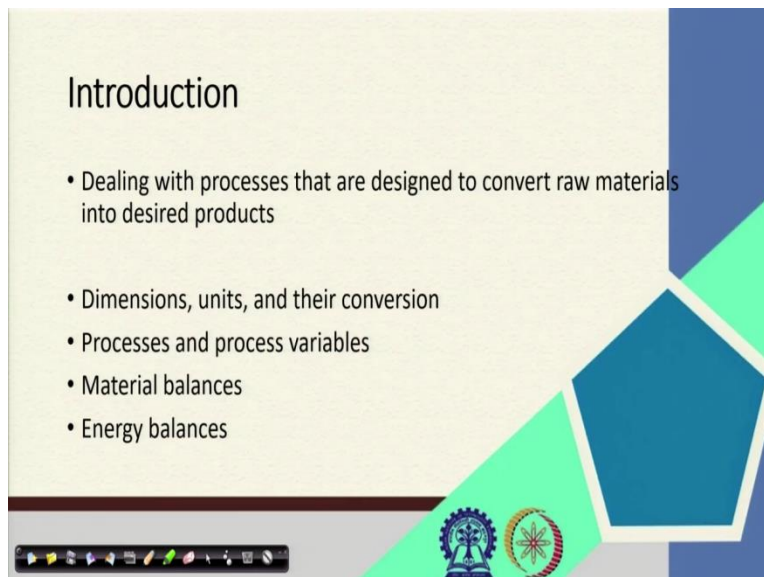 Introduction
• Dealing with processes that are designed to convert raw materials
into desired products
• Dimensions, units, and their conversion
• Processes and process variables
• Material balances
• Energy balances